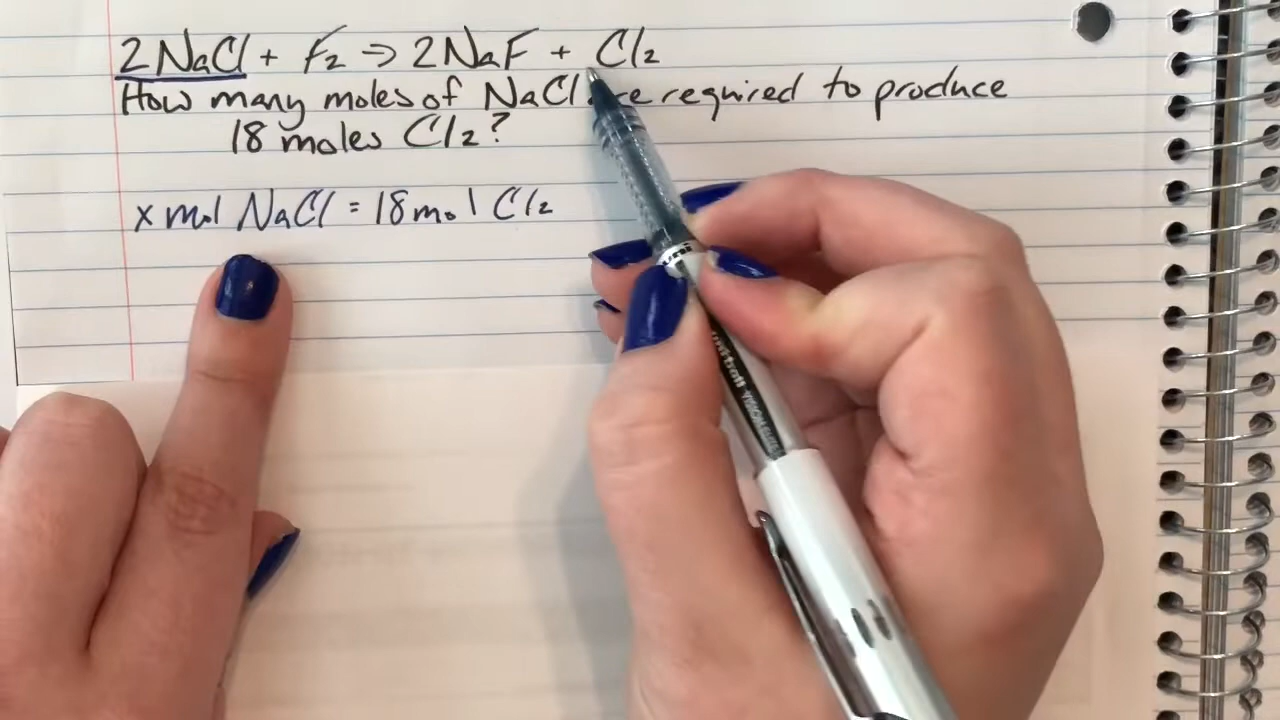 2NaCl + F₂ → 2NaF + Cl₂
How many moles of NaCl required to produce
18 moles Cl₂?
x mol NaCl = 18 mol Cl₂
uni